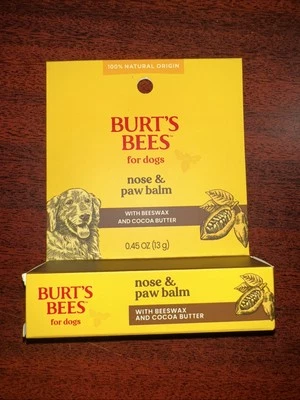 100% NATURAL ORIGIN
BURT'S
BEES™
for dogs
nose &
paw balm
WITH BEESWAX
AND COCOA BUTTER
0.45 OZ (13 g)
BURT'S
BEES
for dogs
nose &
paw balm
WITH BEESWAX
AND COCOA BUTTER